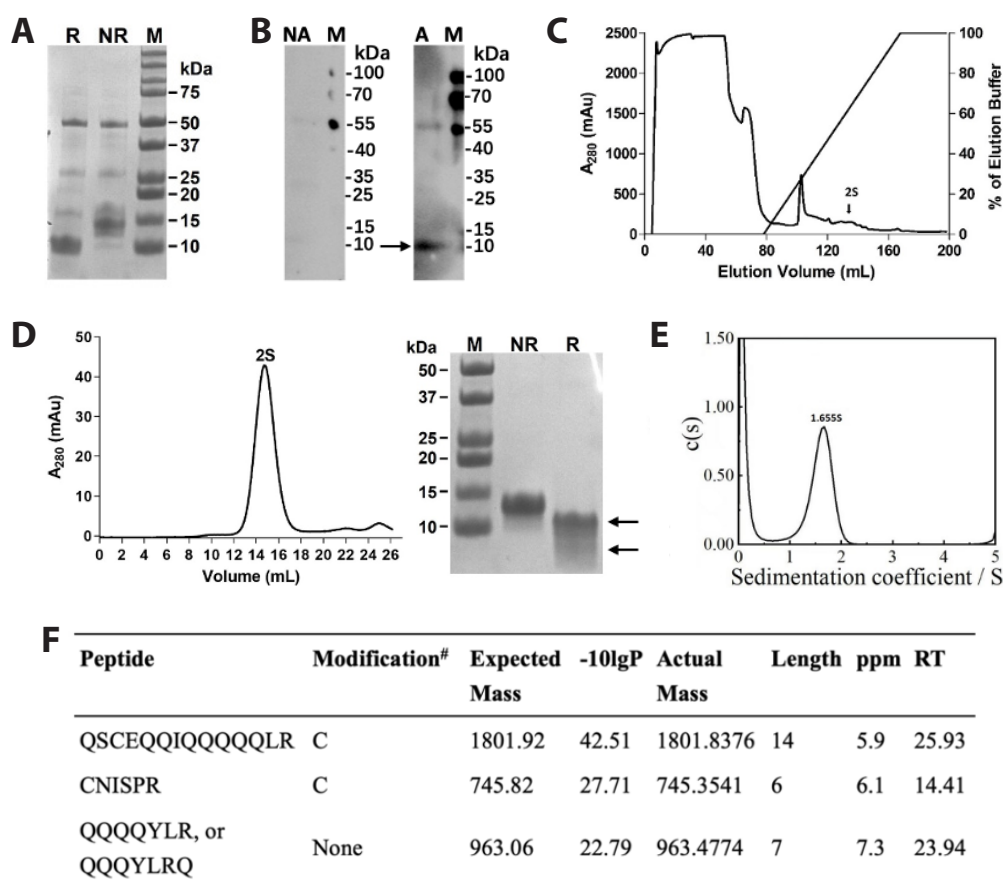 A
R NR M
kDa
75
50
37
25
20
15
10
B
NA M
kDa
-100
-70
-55
-40
-35
-25
-15
-10
A M
kDa
-100
-70
-55
-40
-35
-25
-15
-10
C
A280 (mAu)
2500
2000
1500
1000
500
0
0 40 80 120 160 200
Elution Volume (mL)
2S
100
80
60
40
20
0
% of Elution Buffer
D
A280 (mAu)
50
40
30
20
10
0
2S
0 2 4 6 8 10 12 14 16 18 20 22 24 26
Volume (mL)
kDa M NR R
50
37
25
20
15
10
E
c(s)
1.50
1.00
0.50
0.00
1.655S
0 1 2 3 4 5
Sedimentation coefficient / S
F
Peptide Modification# Expected Mass -10lgP Actual Mass Length ppm RT
QSCEQQIQQQQQLR C 1801.92 42.51 1801.8376 14 5.9 25.93
CNISPR C 745.82 27.71 745.3541 6 6.1 14.41
QQQQYLR, or
QQQYLRQ
None 963.06 22.79 963.4774 7 7.3 23.94